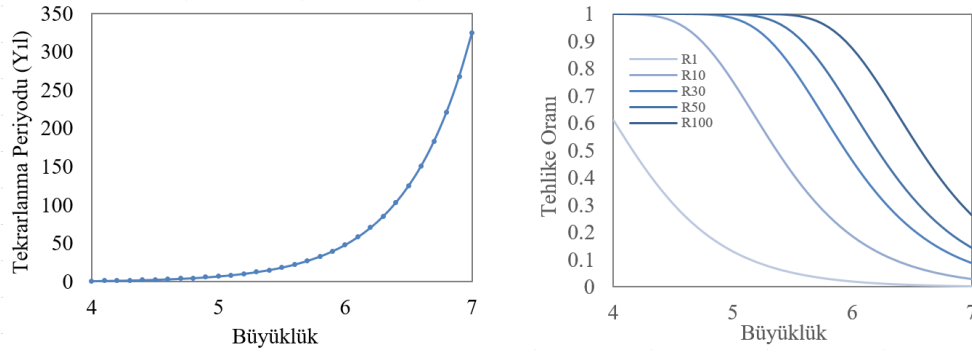 350
300
250
200
150
100
50
0
4 5 6 7
Tekrarlanma Periyodu (Yıl)
Büyüklük
1
0.9
0.8
0.7
0.6
0.5
0.4
0.3
0.2
0.1
0
4 5 6 7
Tehlike Oranı
Büyüklük
R1
R10
R30
R50
R100